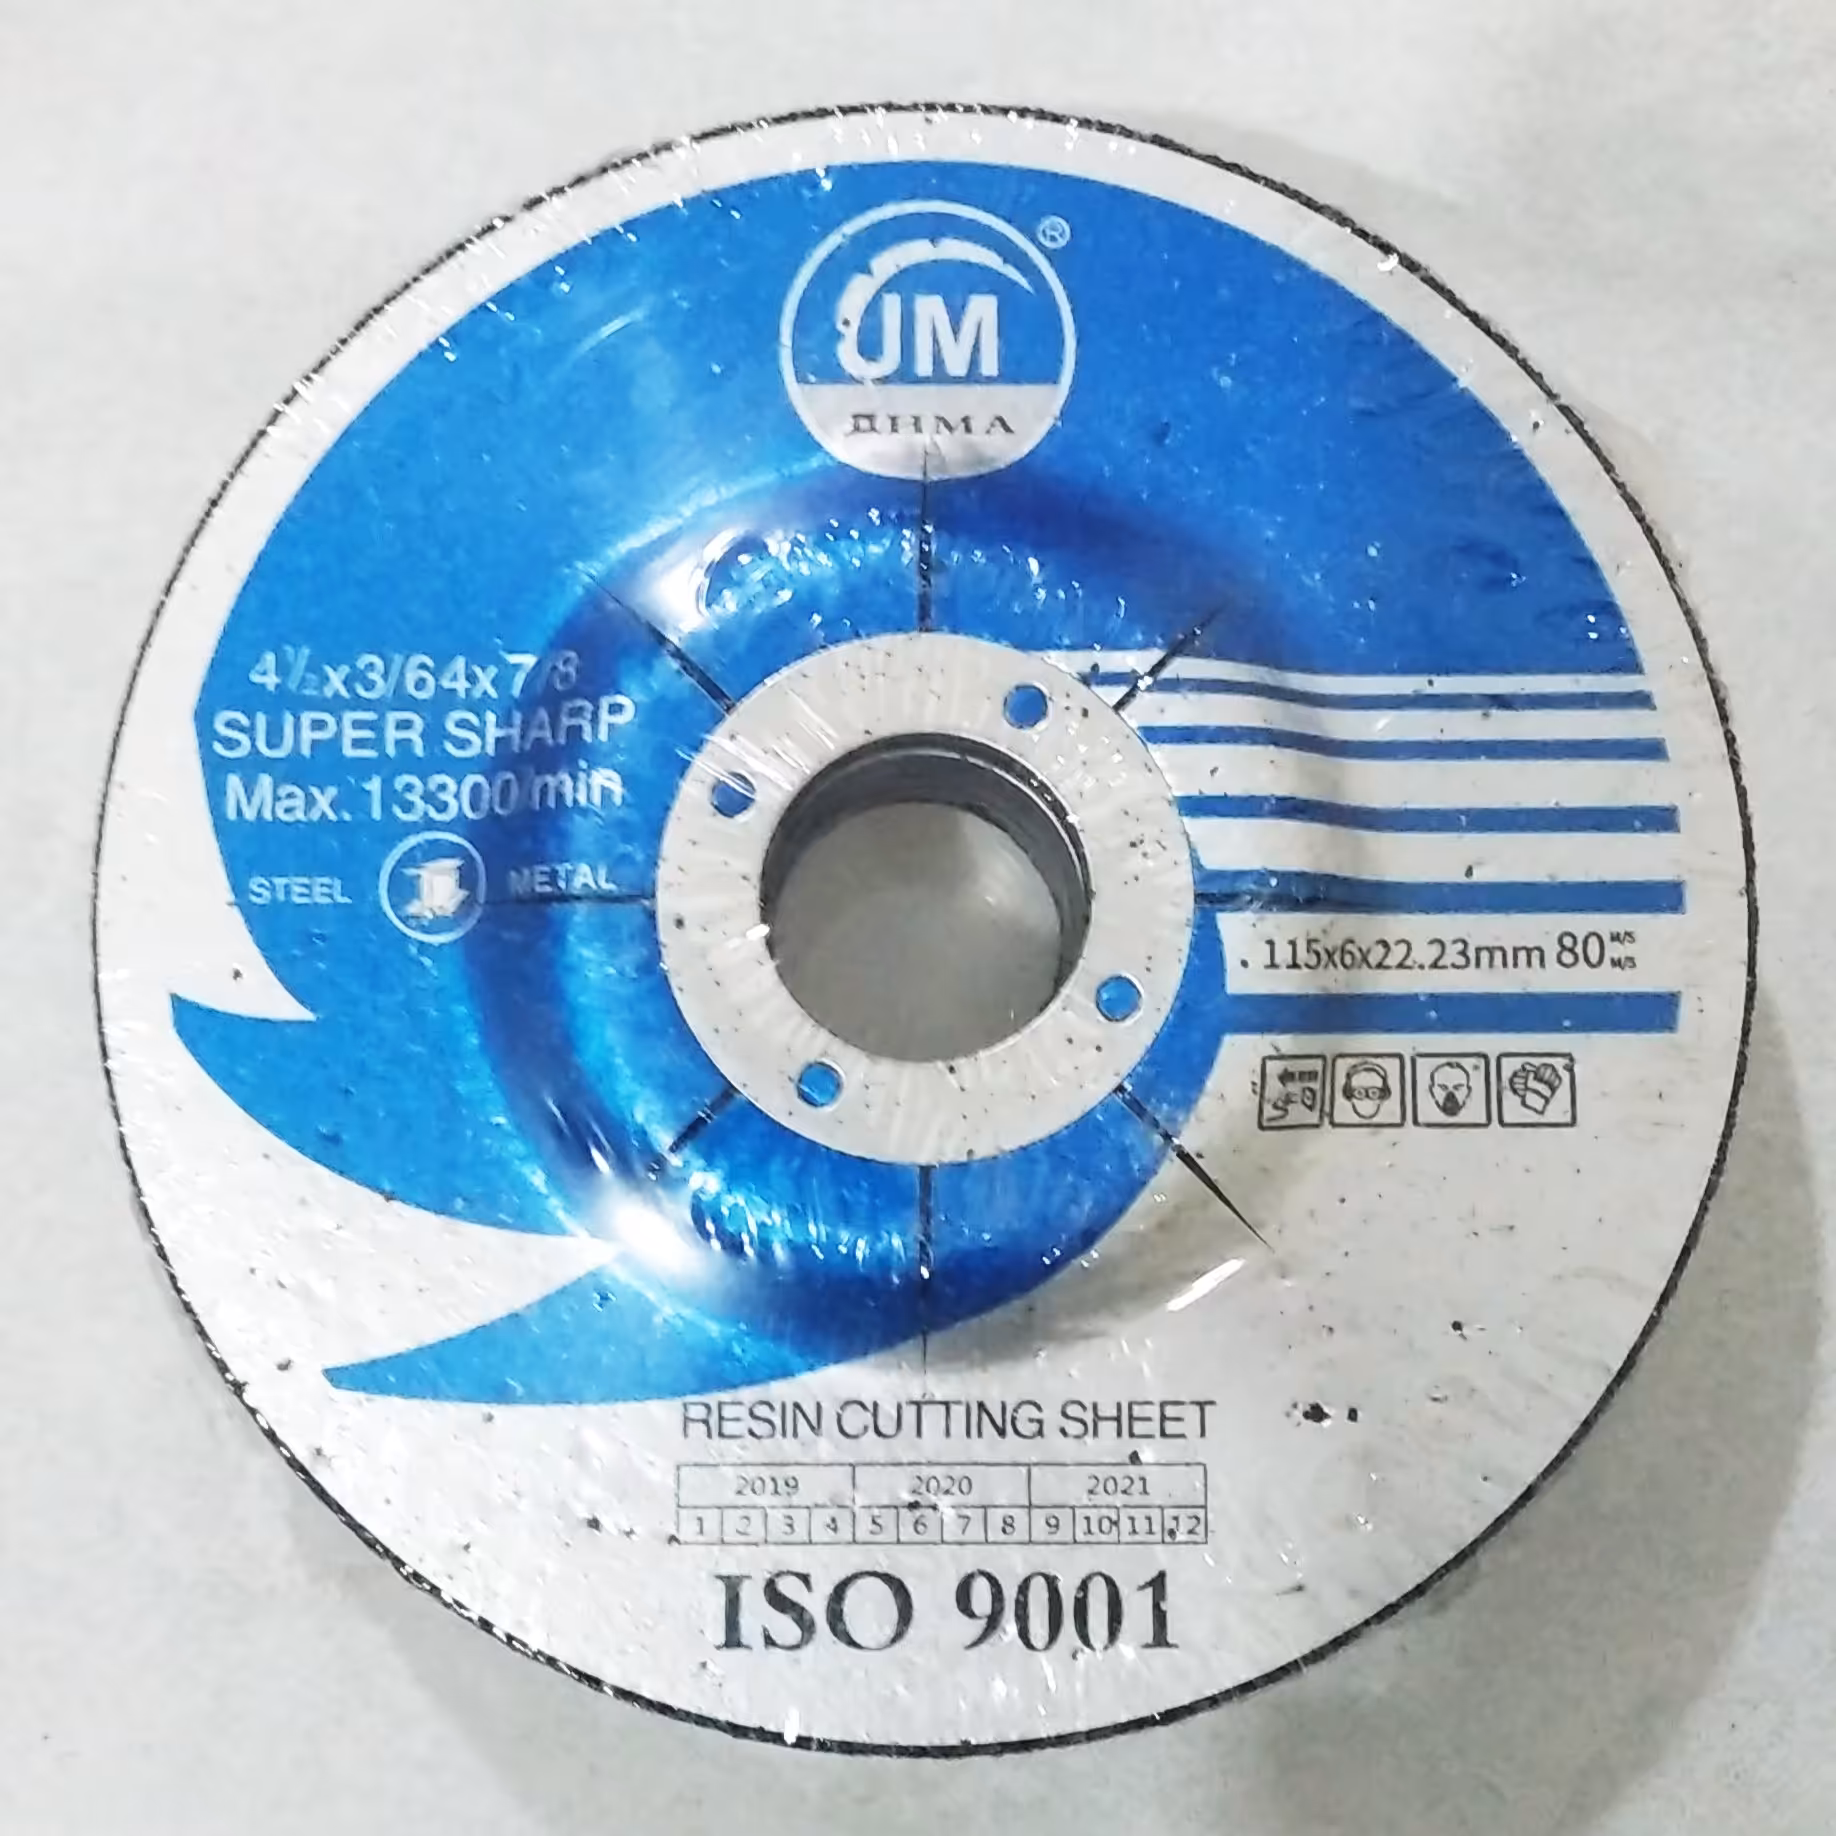 ®
JM
ДНМА
4½x3/64x7/8
SUPER SHARP
Max.13300/min
STEEL METAL
.115x6x22.23mm 80 M/S
M/S
RESIN CUTTING SHEET
2019 2020 2021
1 2 3 4 5 6 7 8 9 10 11 12
ISO 9001